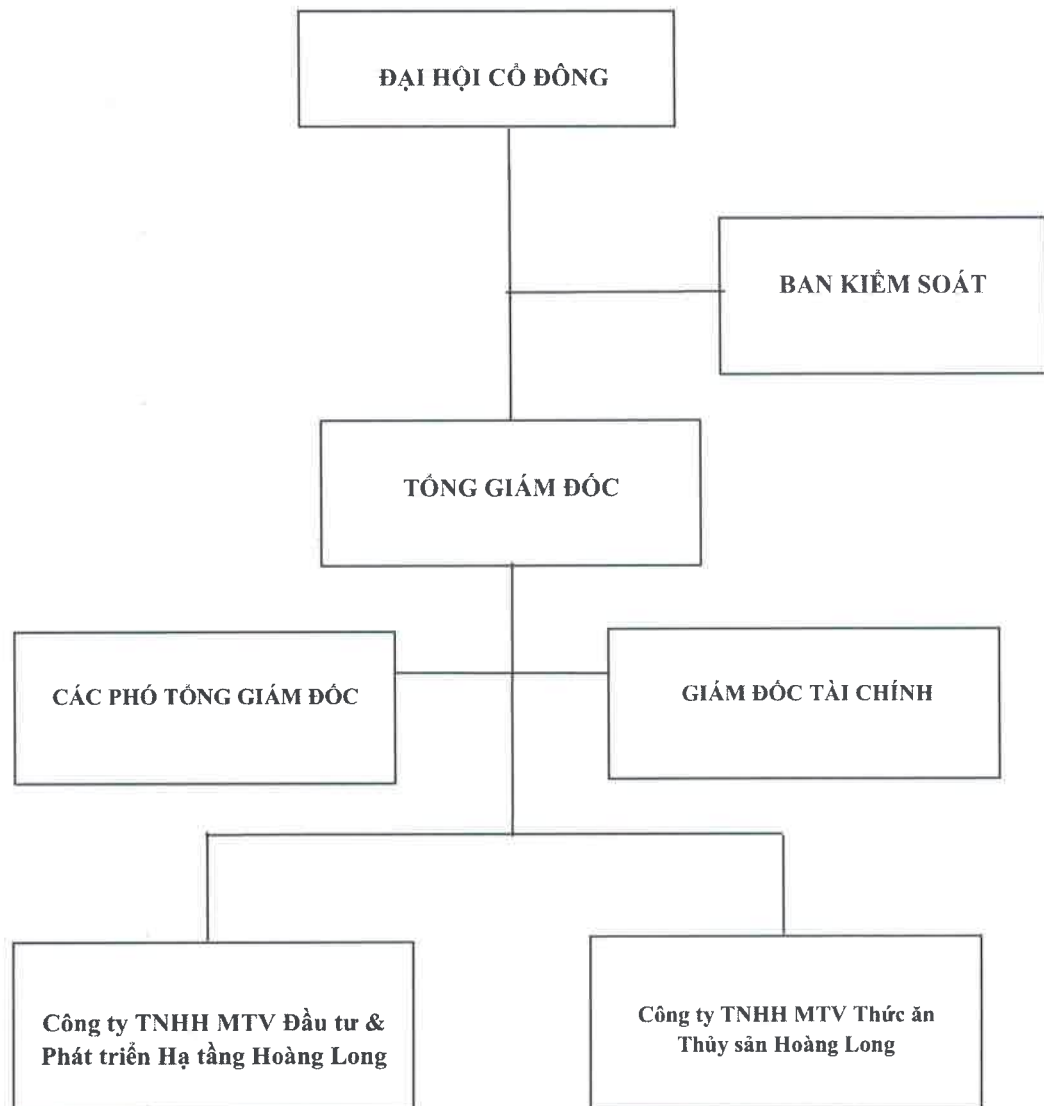 ĐẠI HỘI CỔ ĐÔNG
BAN KIỂM SOÁT
TỔNG GIÁM ĐỐC
CÁC PHÓ TỔNG GIÁM ĐỐC
GIÁM ĐỐC TÀI CHÍNH
Công ty TNHH MTV Đầu tư &
Phát triển Hạ tầng Hoàng Long
Công ty TNHH MTV Thức ăn
Thủy sản Hoàng Long